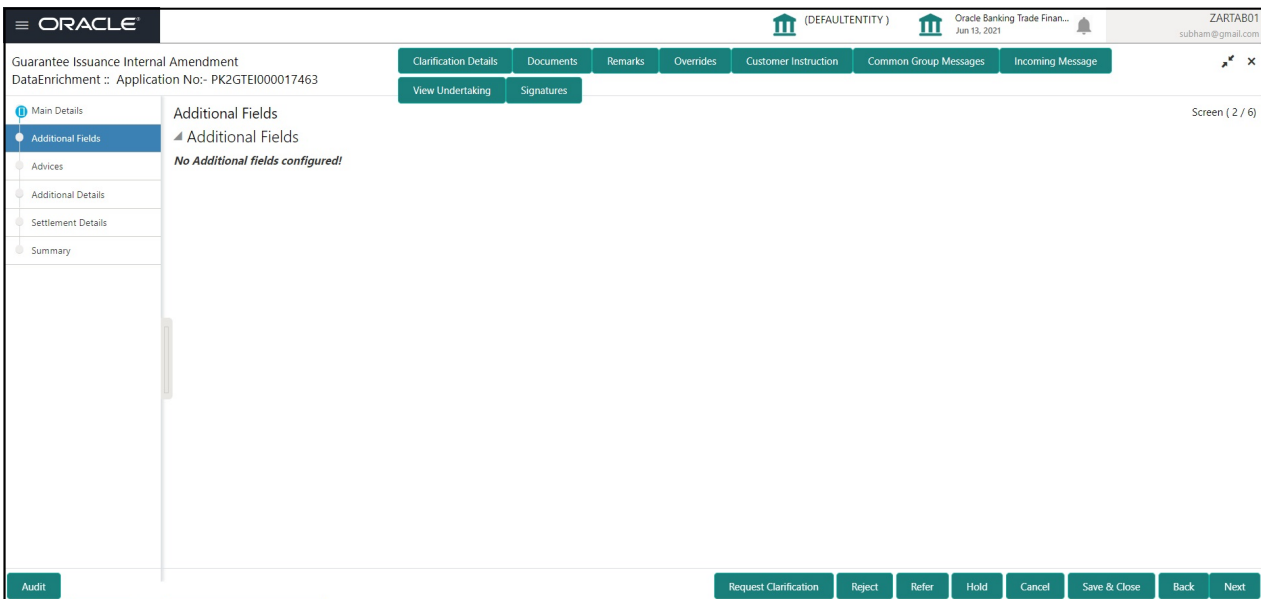 ORACLE
(DEFAULTENTITY )
Oracle Banking Trade Finan...
Jun 13, 2021
ZARTAB01
subham@gmail.com
Guarantee Issuance Internal Amendment
DataEnrichment :: Application No:- PK2GTEI000017463
Clarification Details
Documents
Remarks
Overrides
Customer Instruction
Common Group Messages
Incoming Message
View Undertaking
Signatures
Main Details
Additional Fields
Advices
Additional Details
Settlement Details
Summary
Additional Fields
Screen ( 2 / 6)
Additional Fields
No Additional fields configured!
Audit
Request Clarification
Reject
Refer
Hold
Cancel
Save & Close
Back
Next